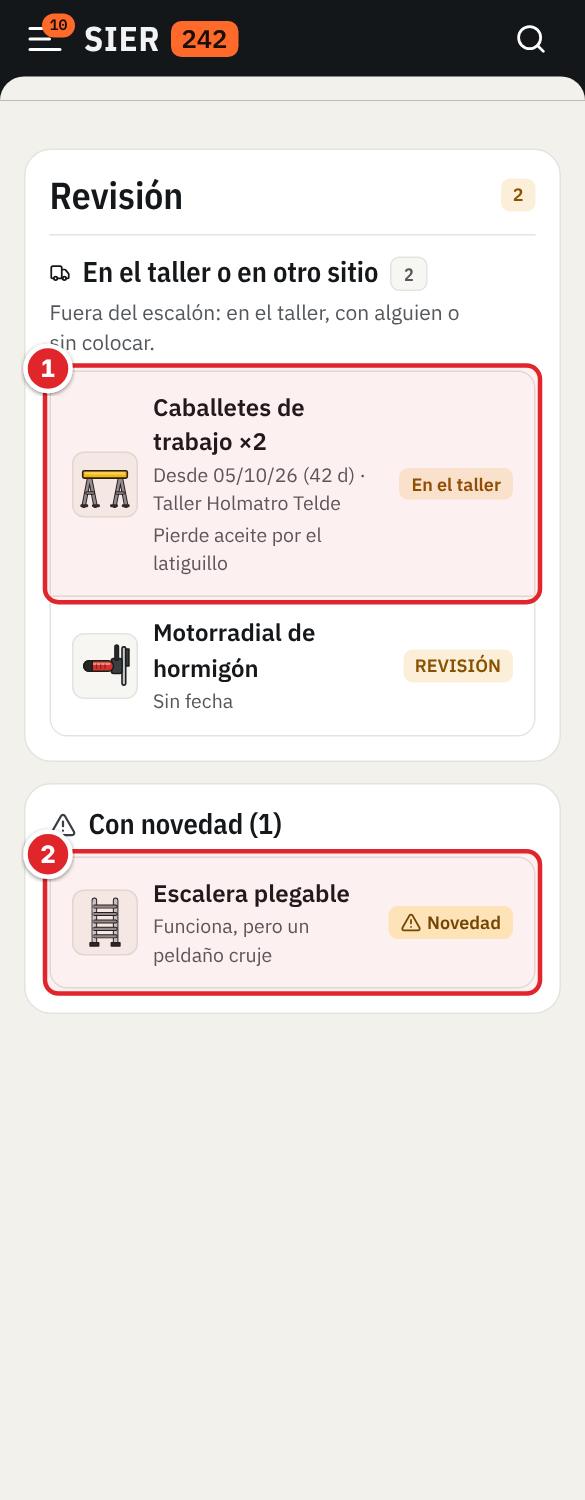 10
SIER 242
Revisión 2
En el taller o en otro sitio 2
Fuera del escalón: en el taller, con alguien o
sin colocar.
1
Caballetes de
trabajo ×2
Desde 05/10/26 (42 d) ·
Taller Holmatro Telde
Pierde aceite por el
latiguillo
En el taller
Motorradial de
hormigón
Sin fecha
REVISIÓN
Con novedad (1)
2
Escalera plegable
Funciona, pero un
peldaño cruje
Novedad